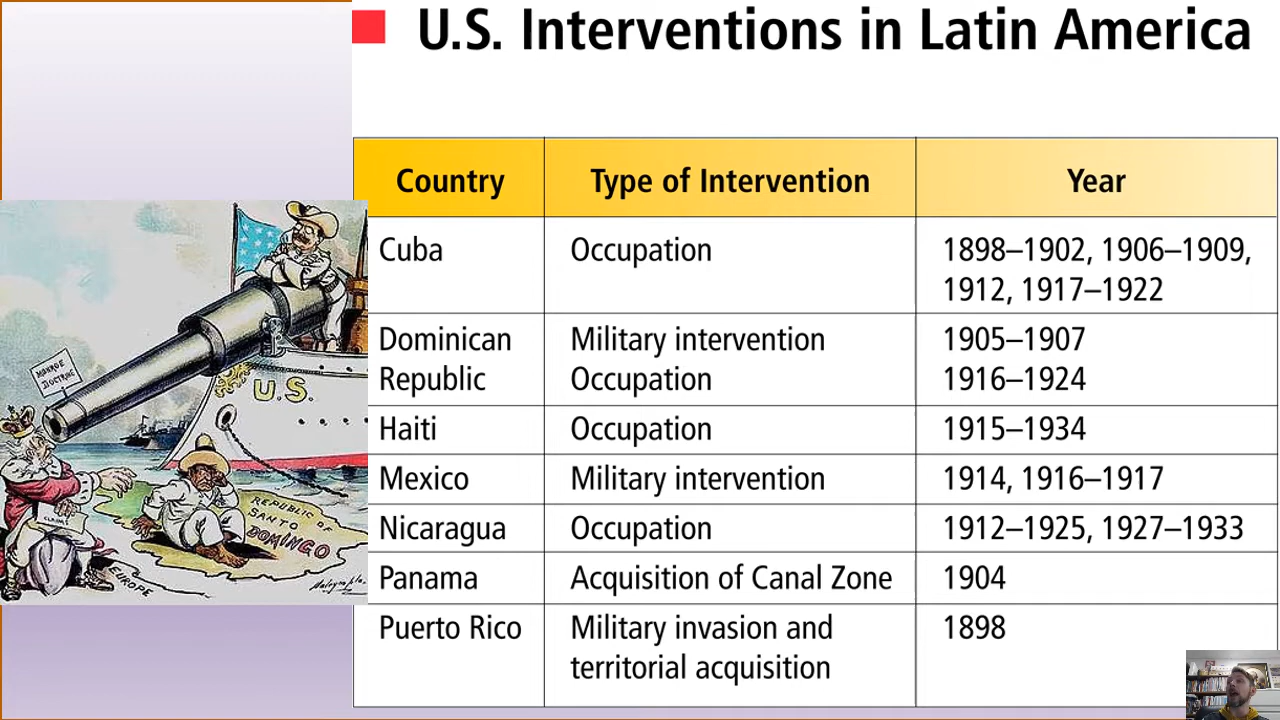 U.S. Interventions in Latin America
Country Type of Intervention Year
Cuba Occupation 1898–1902, 1906–1909,
1912, 1917–1922
Dominican Military intervention 1905–1907
Republic Occupation 1916–1924
Haiti Occupation 1915–1934
Mexico Military intervention 1914, 1916–1917
Nicaragua Occupation 1912–1925, 1927–1933
Panama Acquisition of Canal Zone 1904
Puerto Rico Military invasion and 1898
territorial acquisition
MONROE
DOCTRINE
U.S.
REPUBLIC OF
SANTO
DOMINGO
CLAIMS
EUROPE